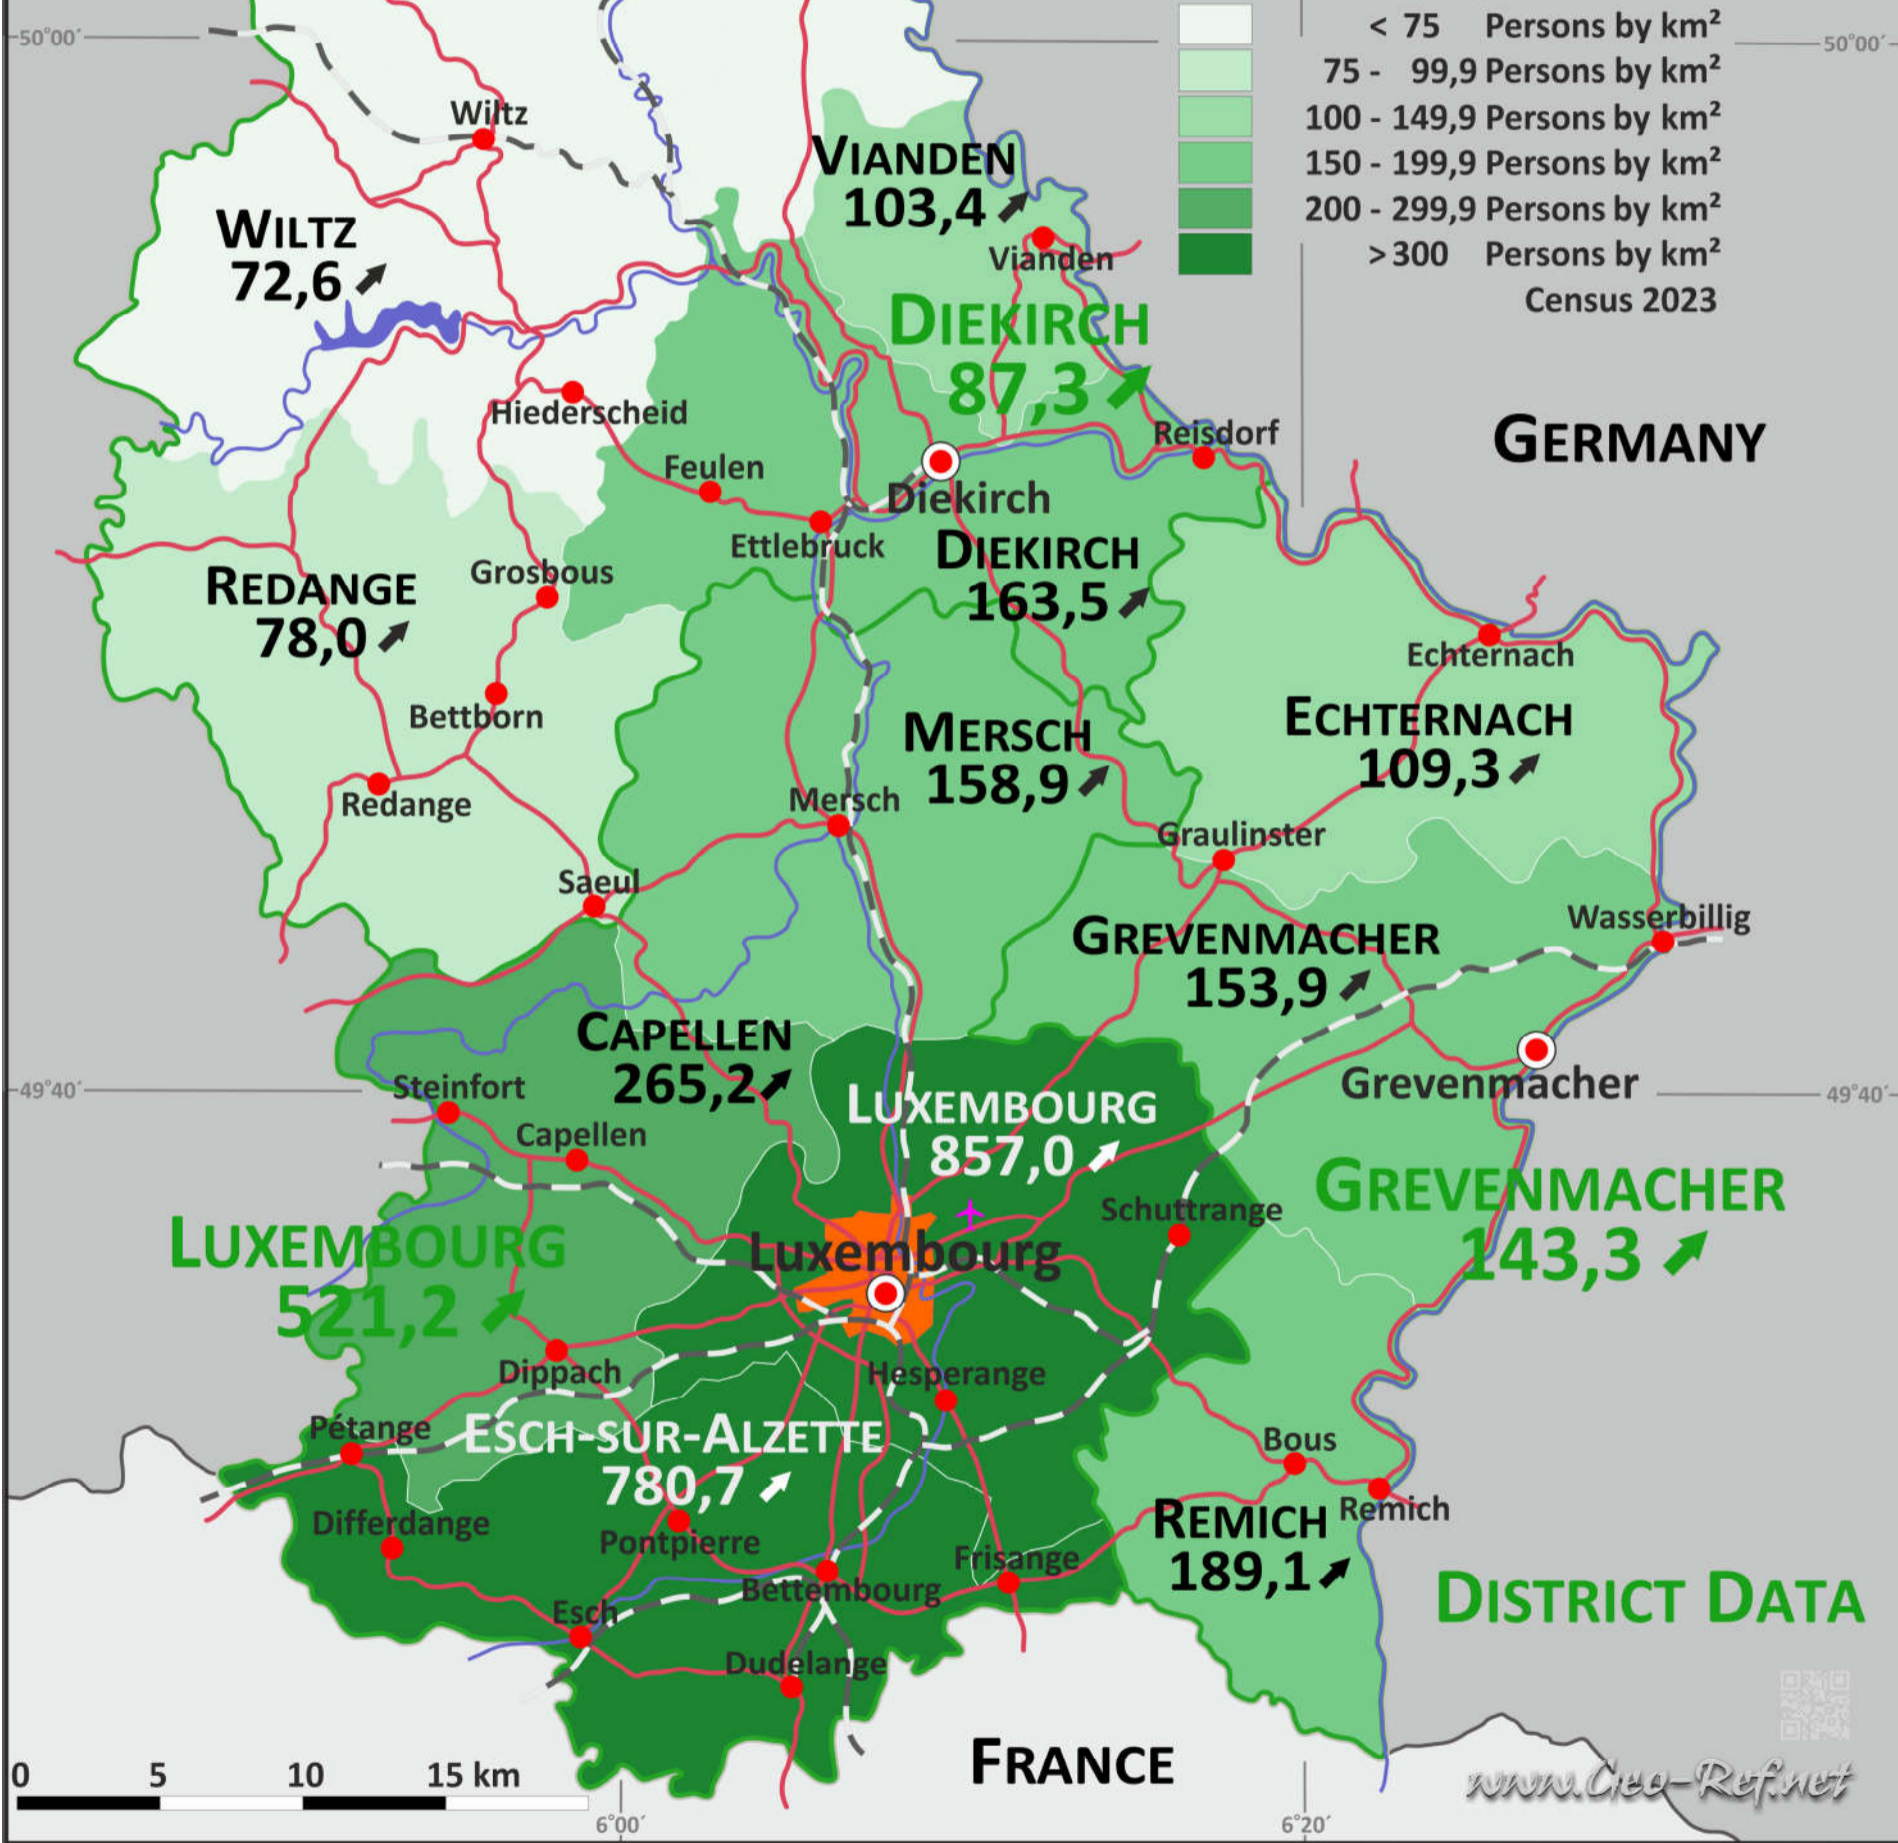 50°00´
< 75 Persons by km²
50°00´
75 - 99,9 Persons by km²
100 - 149,9 Persons by km²
150 - 199,9 Persons by km²
200 - 299,9 Persons by km²
> 300 Persons by km²
Census 2023
Wiltz
VIANDEN
103,4
WILTZ
72,6
Vianden
DIEKIRCH
87,3
Hiederscheid
Reisdorf
GERMANY
Feulen
Diekirch
Ettlebruck
DIEKIRCH
163,5
Grosbous
REDANGE
78,0
Echternach
Bettborn
MERSCH
158,9
ECHTERNACH
109,3
Redange
Mersch
Graulinster
Saeul
Wasserbillig
GREVENMACHER
153,9
CAPELLEN
265,2
49°40´
Steinfort
Grevenmacher
49°40´
LUXEMBOURG
857,0
Capellen
GREVENMACHER
143,3
Schuttrange
LUXEMBOURG
521,2
Luxembourg
Dippach
Hesperange
Pétange
ESCH-SUR-ALZETTE
780,7
Bous
Remich
REMICH
189,1
Differdange
Pontpierre
Frisange
Bettembourg
DISTRICT DATA
Esch
Dudelange
FRANCE
0 5 10 15 km
www.Geo-Ref.net
6°00´
6°20´